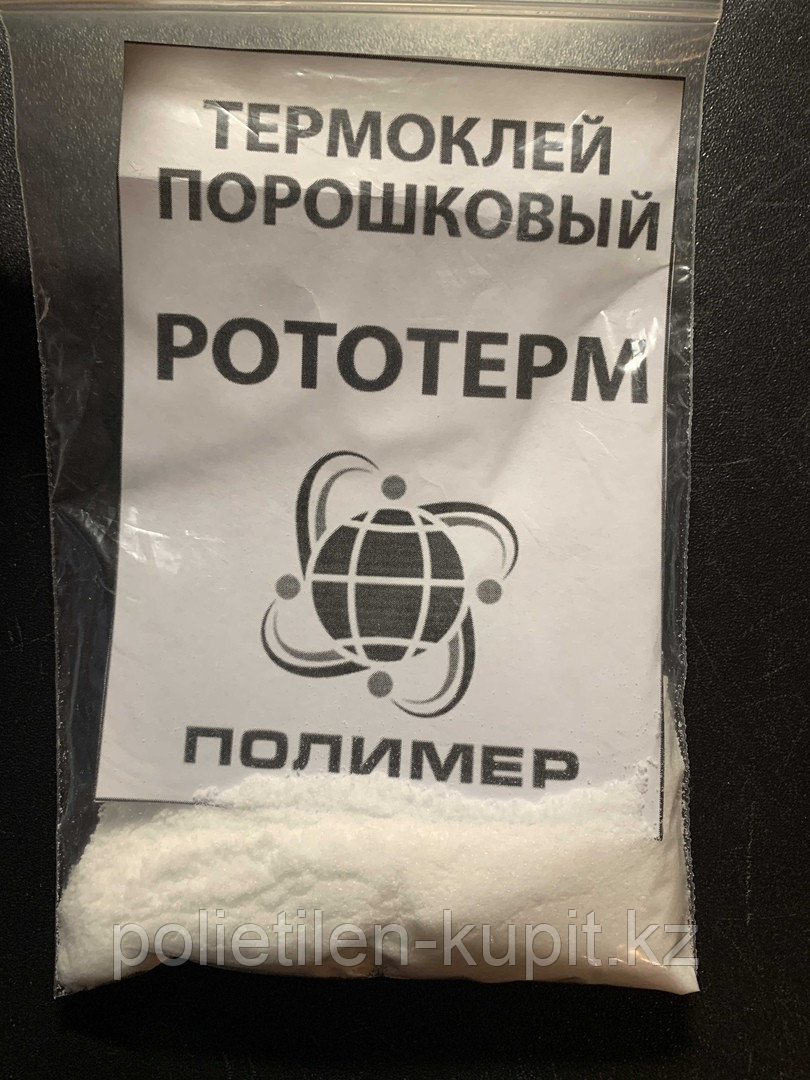 ТЕРМОКЛЕЙ
ПОРОШКОВЫЙ
РОТОТЕРМ
ПОЛИМЕР
polietilen-kupit.kz